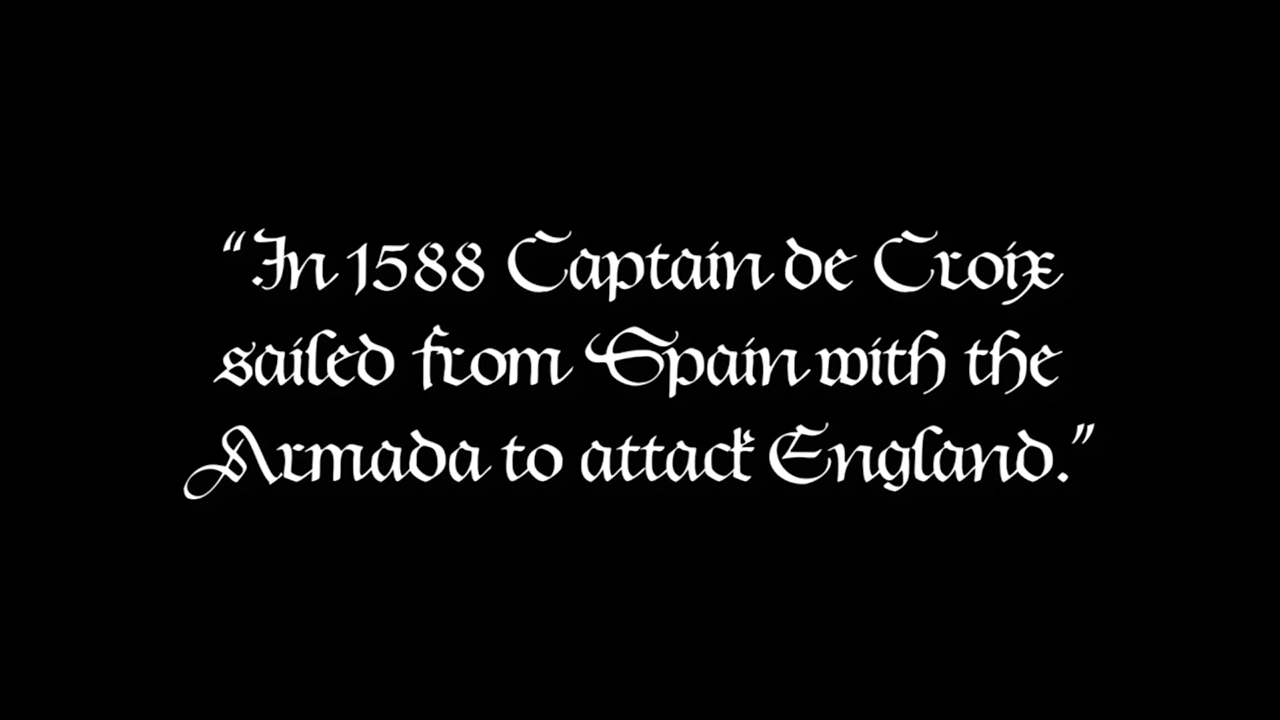 “In 1588 Captain de Croix
sailed from Spain with the
Armada to attack England.”